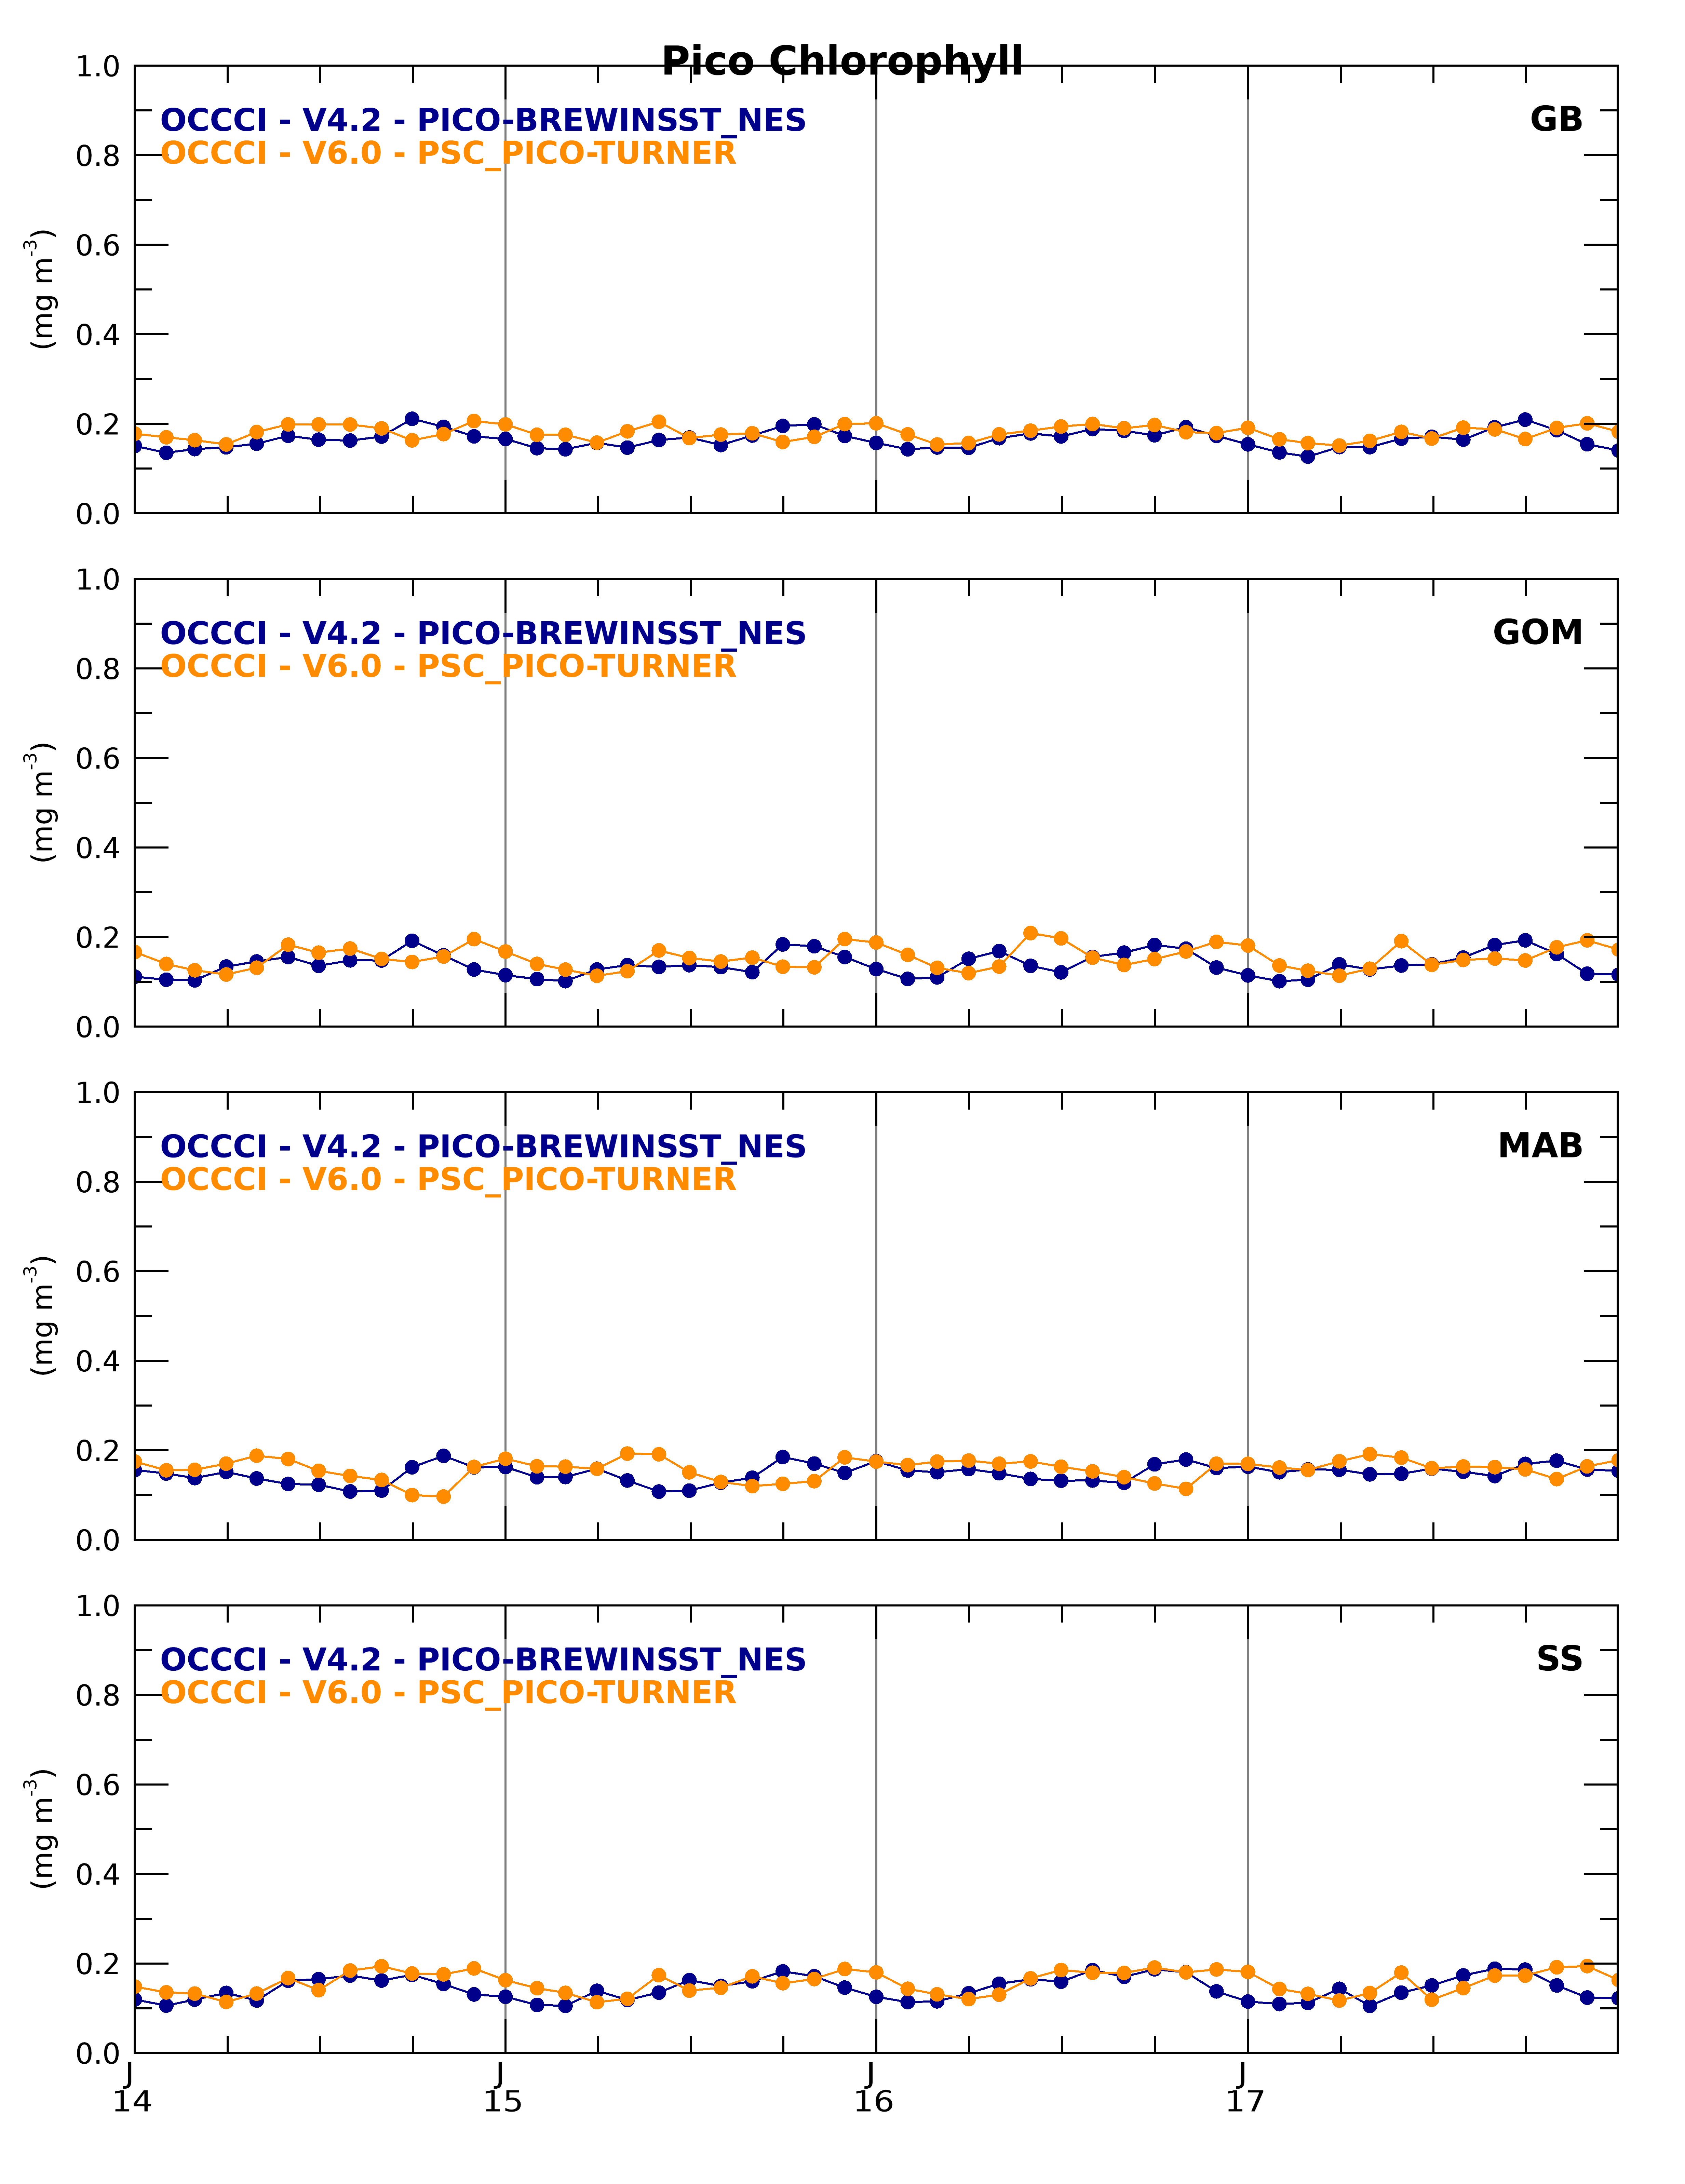 Pico Chlorophyll
1.0
OCCCI - V4.2 - PICO-BREWINSST_NES
GB
OCCCI - V6.0 - PSC_PICO-TURNER
0.8
0.6
(mg m-3)
0.4
0.2
0.0
1.0
OCCCI - V4.2 - PICO-BREWINSST_NES
GOM
OCCCI - V6.0 - PSC_PICO-TURNER
0.8
0.6
(mg m-3)
0.4
0.2
0.0
1.0
OCCCI - V4.2 - PICO-BREWINSST_NES
MAB
OCCCI - V6.0 - PSC_PICO-TURNER
0.8
0.6
(mg m-3)
0.4
0.2
0.0
1.0
OCCCI - V4.2 - PICO-BREWINSST_NES
SS
OCCCI - V6.0 - PSC_PICO-TURNER
0.8
0.6
(mg m-3)
0.4
0.2
0.0
J J J J
14 15 16 17